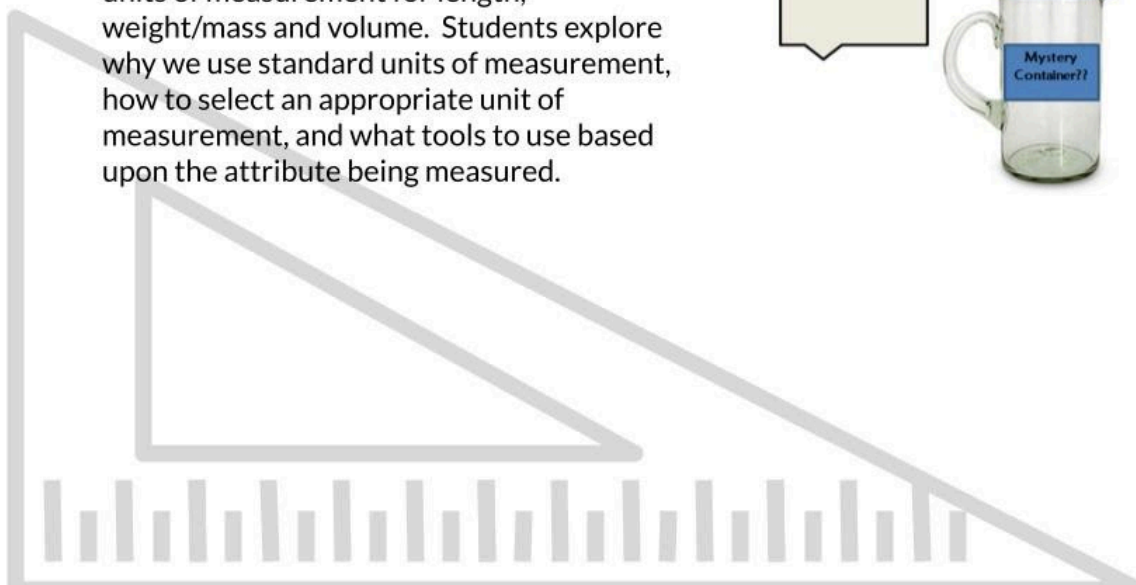 units of measurement for length,
weight/mass and volume. Students explore
why we use standard units of measurement,
how to select an appropriate unit of
measurement, and what tools to use based
upon the attribute being measured.
Mystery
Container??